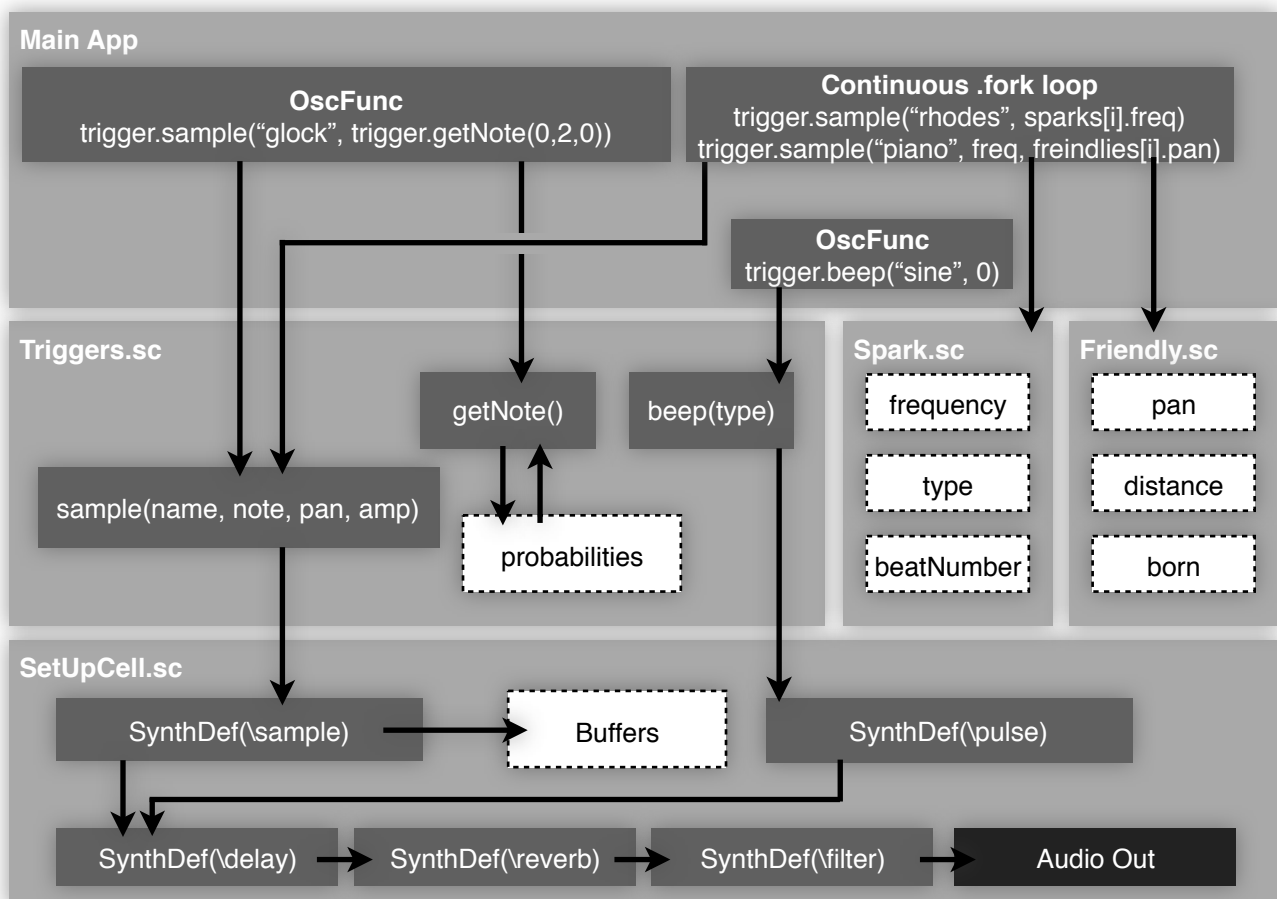 Main App
OscFunc
trigger.sample(“glock”, trigger.getNote(0,2,0))
Continuous .fork loop
trigger.sample(“rhodes”, sparks[i].freq)
trigger.sample(“piano”, freq, freindlies[i].pan)
OscFunc
trigger.beep(“sine”, 0)
Triggers.sc
getNote()
beep(type)
sample(name, note, pan, amp)
probabilities
Spark.sc
frequency
type
beatNumber
Friendly.sc
pan
distance
born
SetUpCell.sc
SynthDef(\sample)
Buffers
SynthDef(\pulse)
SynthDef(\delay)
SynthDef(\reverb)
SynthDef(\filter)
Audio Out